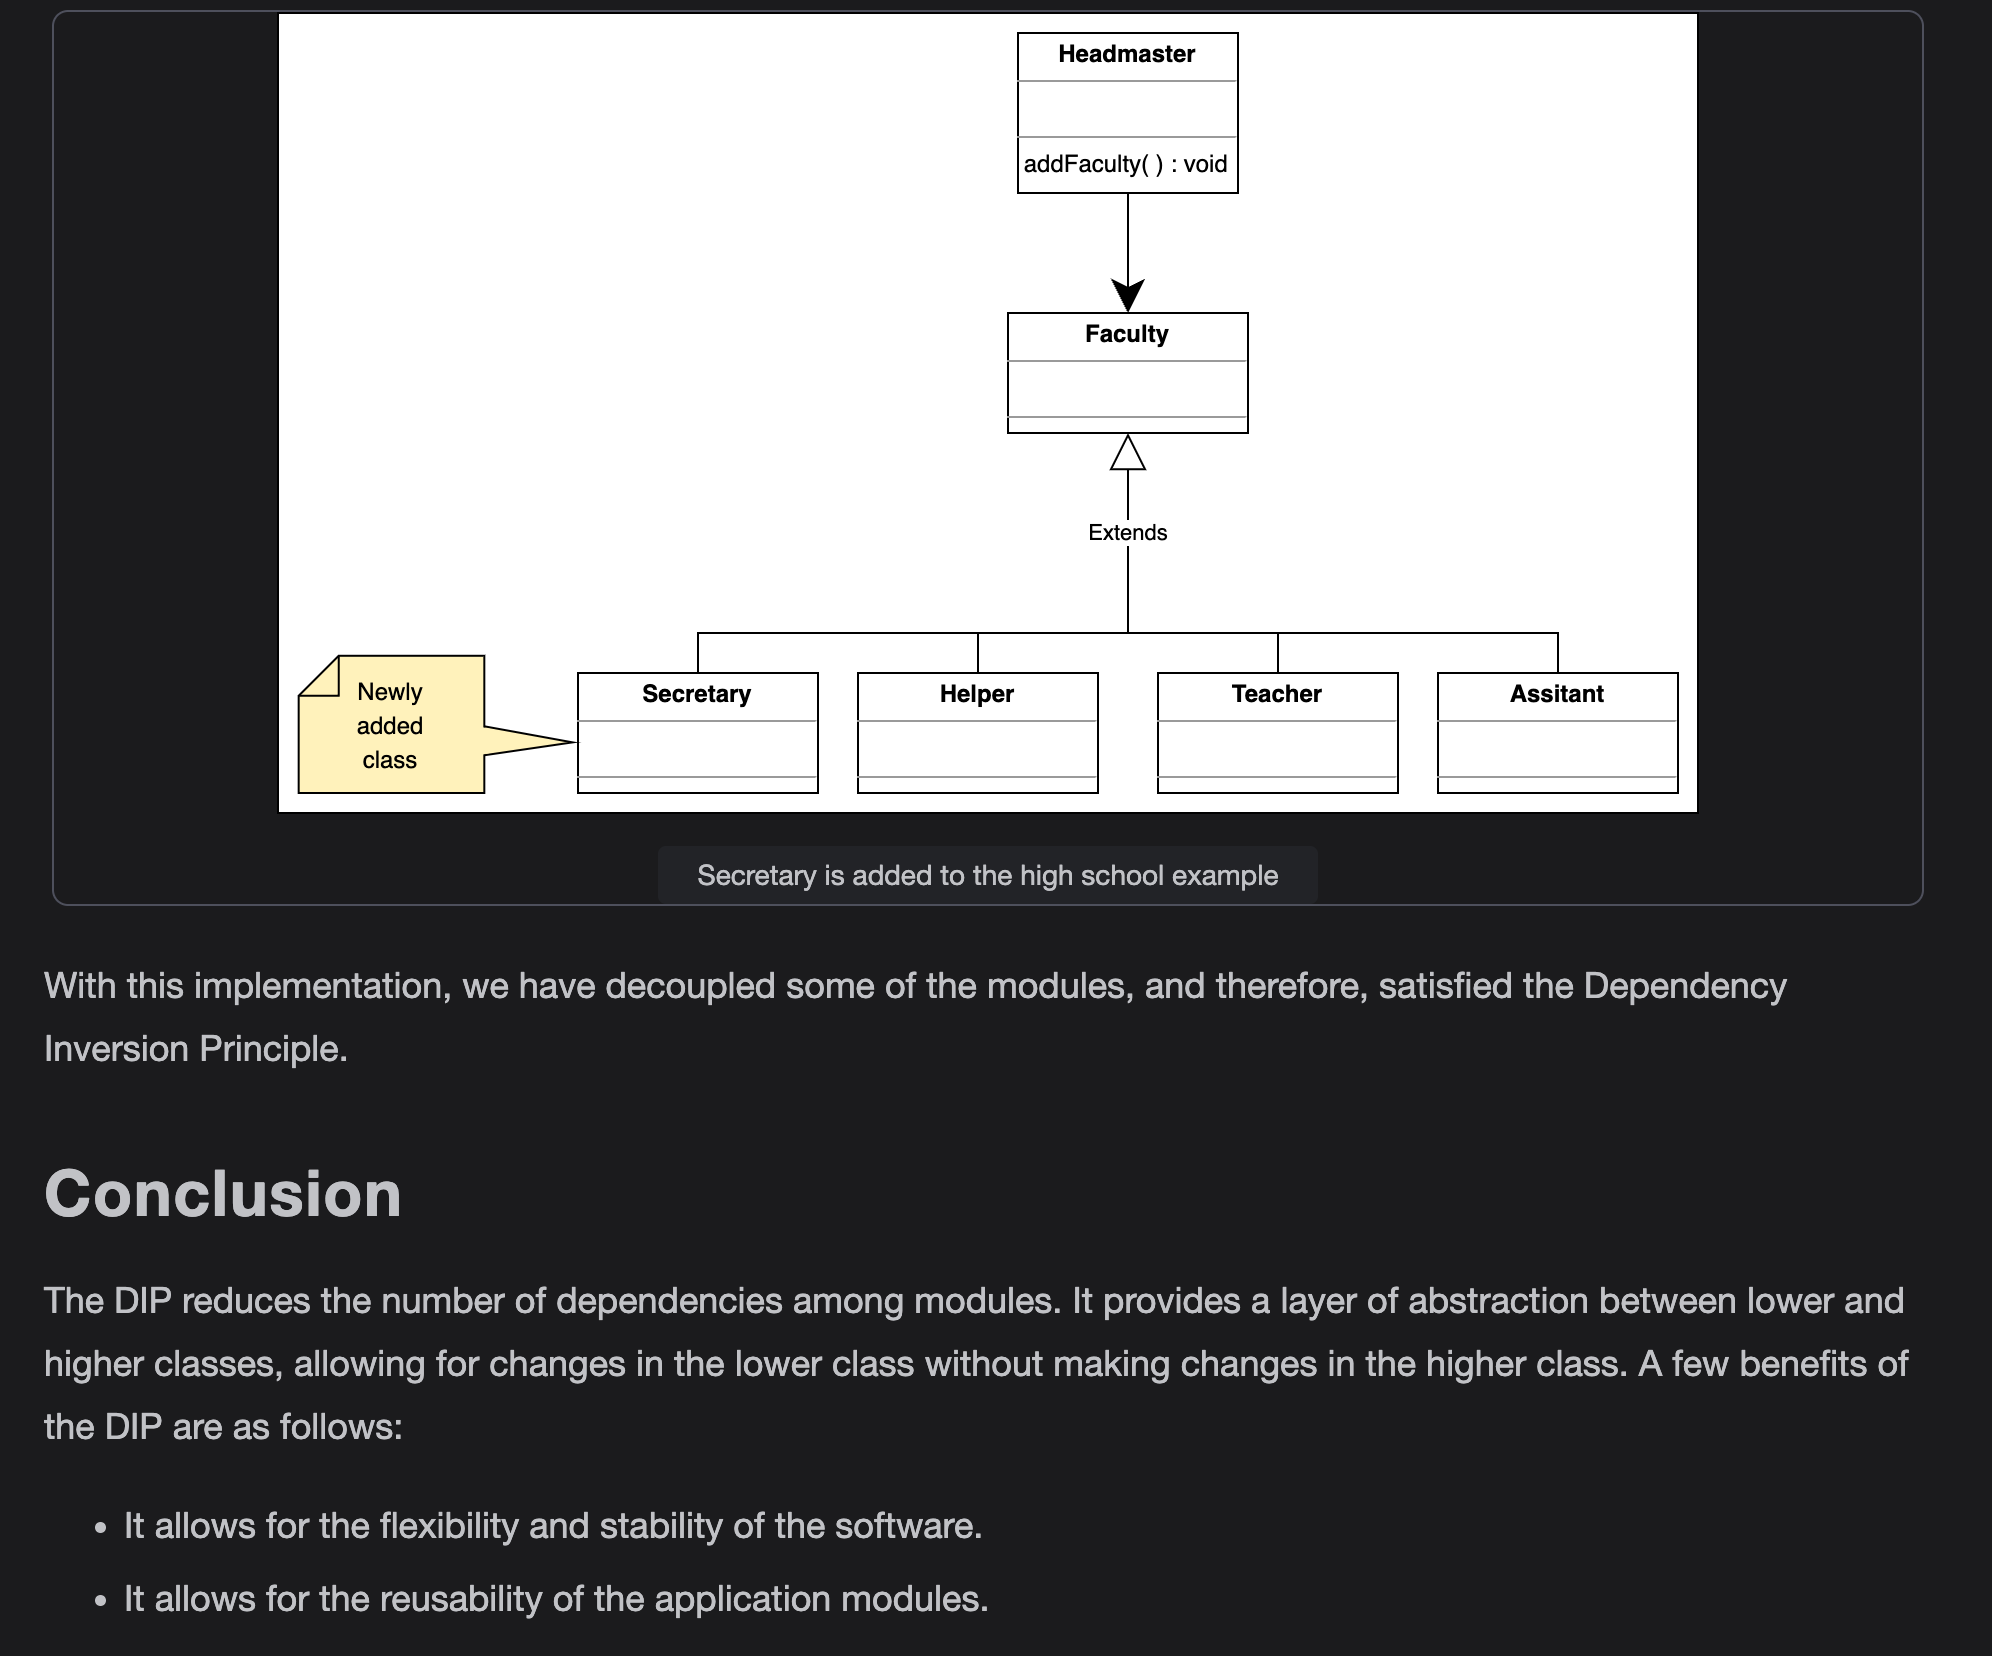 Headmaster
addFaculty( ) : void
Faculty
Extends
Newly
added
class
Secretary
Helper
Teacher
Assitant
Secretary is added to the high school example
With this implementation, we have decoupled some of the modules, and therefore, satisfied the Dependency
Inversion Principle.
Conclusion
The DIP reduces the number of dependencies among modules. It provides a layer of abstraction between lower and
higher classes, allowing for changes in the lower class without making changes in the higher class. A few benefits of
the DIP are as follows:
• It allows for the flexibility and stability of the software.
• It allows for the reusability of the application modules.